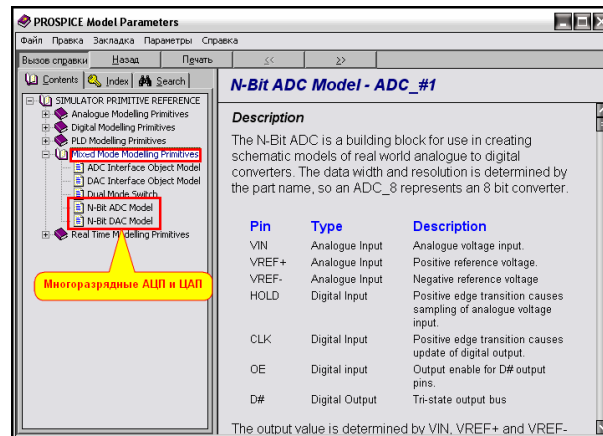 PROSPICE Model Parameters
Файл Правка Закладка Параметры Справка
Вызов справки Назад Печать << >>
Contents Index Search
SIMULATOR PRIMITIVE REFERENCE
Analogue Modelling Primitives
Digital Modelling Primitives
PLD Modelling Primitives
Mixed Mode Modelling Primitives
ADC Interface Object Model
DAC Interface Object Model
Dual Mode Switch
N-Bit ADC Model
N-Bit DAC Model
Real Time Modelling Primitives
Многоразрядные АЦП и ЦАП
N-Bit ADC Model - ADC_#1
Description
The N-Bit ADC is a building block for use in creating
schematic models of real world analogue to digital
converters. The data width and resolution is determined by
the part name, so an ADC_8 represents an 8 bit converter.
Pin Type Description
VIN Analogue Input Analogue voltage input.
VREF+ Analogue Input Positive reference voltage.
VREF- Analogue Input Negative reference voltage
HOLD Digital Input Positive edge transition causes
sampling of analogue voltage
input.
CLK Digital Input Positive edge transition causes
update of digital output.
OE Digital input Output enable for D# output
pins.
D# Digital Output Tri-state output bus
The output value is determined by VIN, VREF+ and VREF-